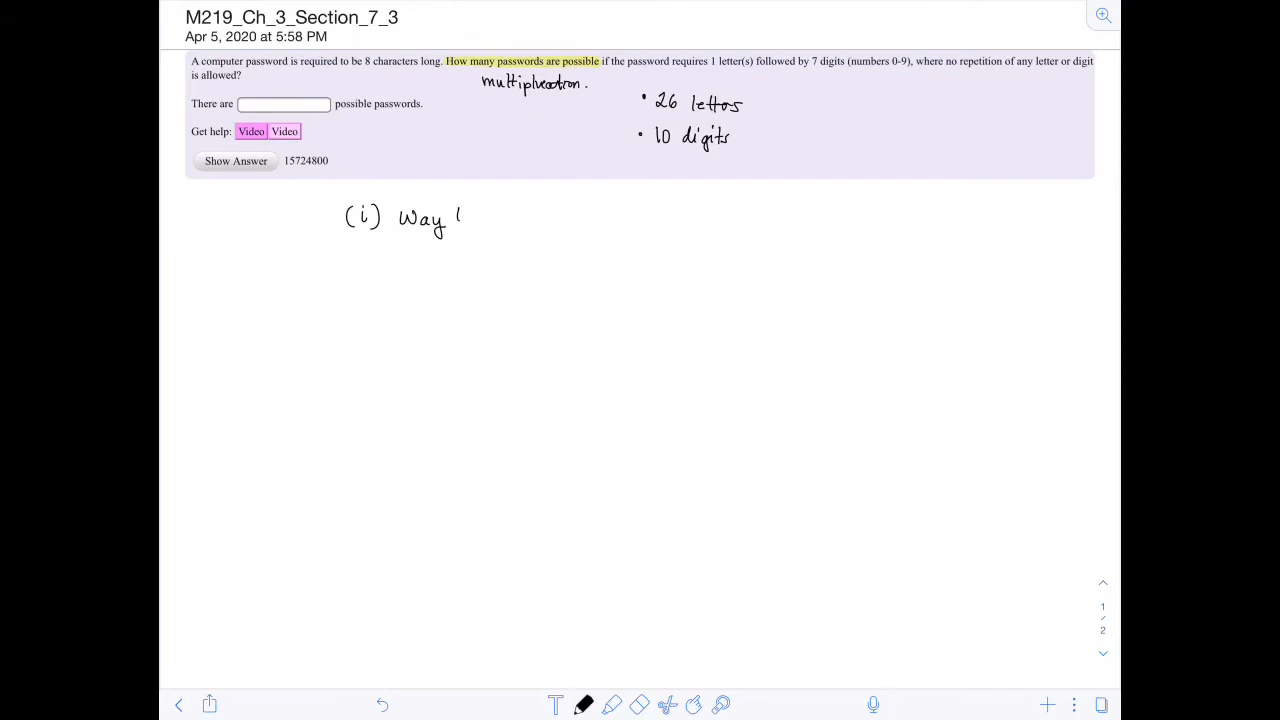 M219_Ch_3_Section_7_3
Apr 5, 2020 at 5:58 PM
A computer password is required to be 8 characters long. How many passwords are possible if the password requires 1 letter(s) followed by 7 digits (numbers 0-9), where no repetition of any letter or digit
is allowed?
multiplication.
• 26 letters
There are possible passwords.
• 10 digits
Get help: Video Video
Show Answer 15724800
(i) Way 1
1
/
2
T